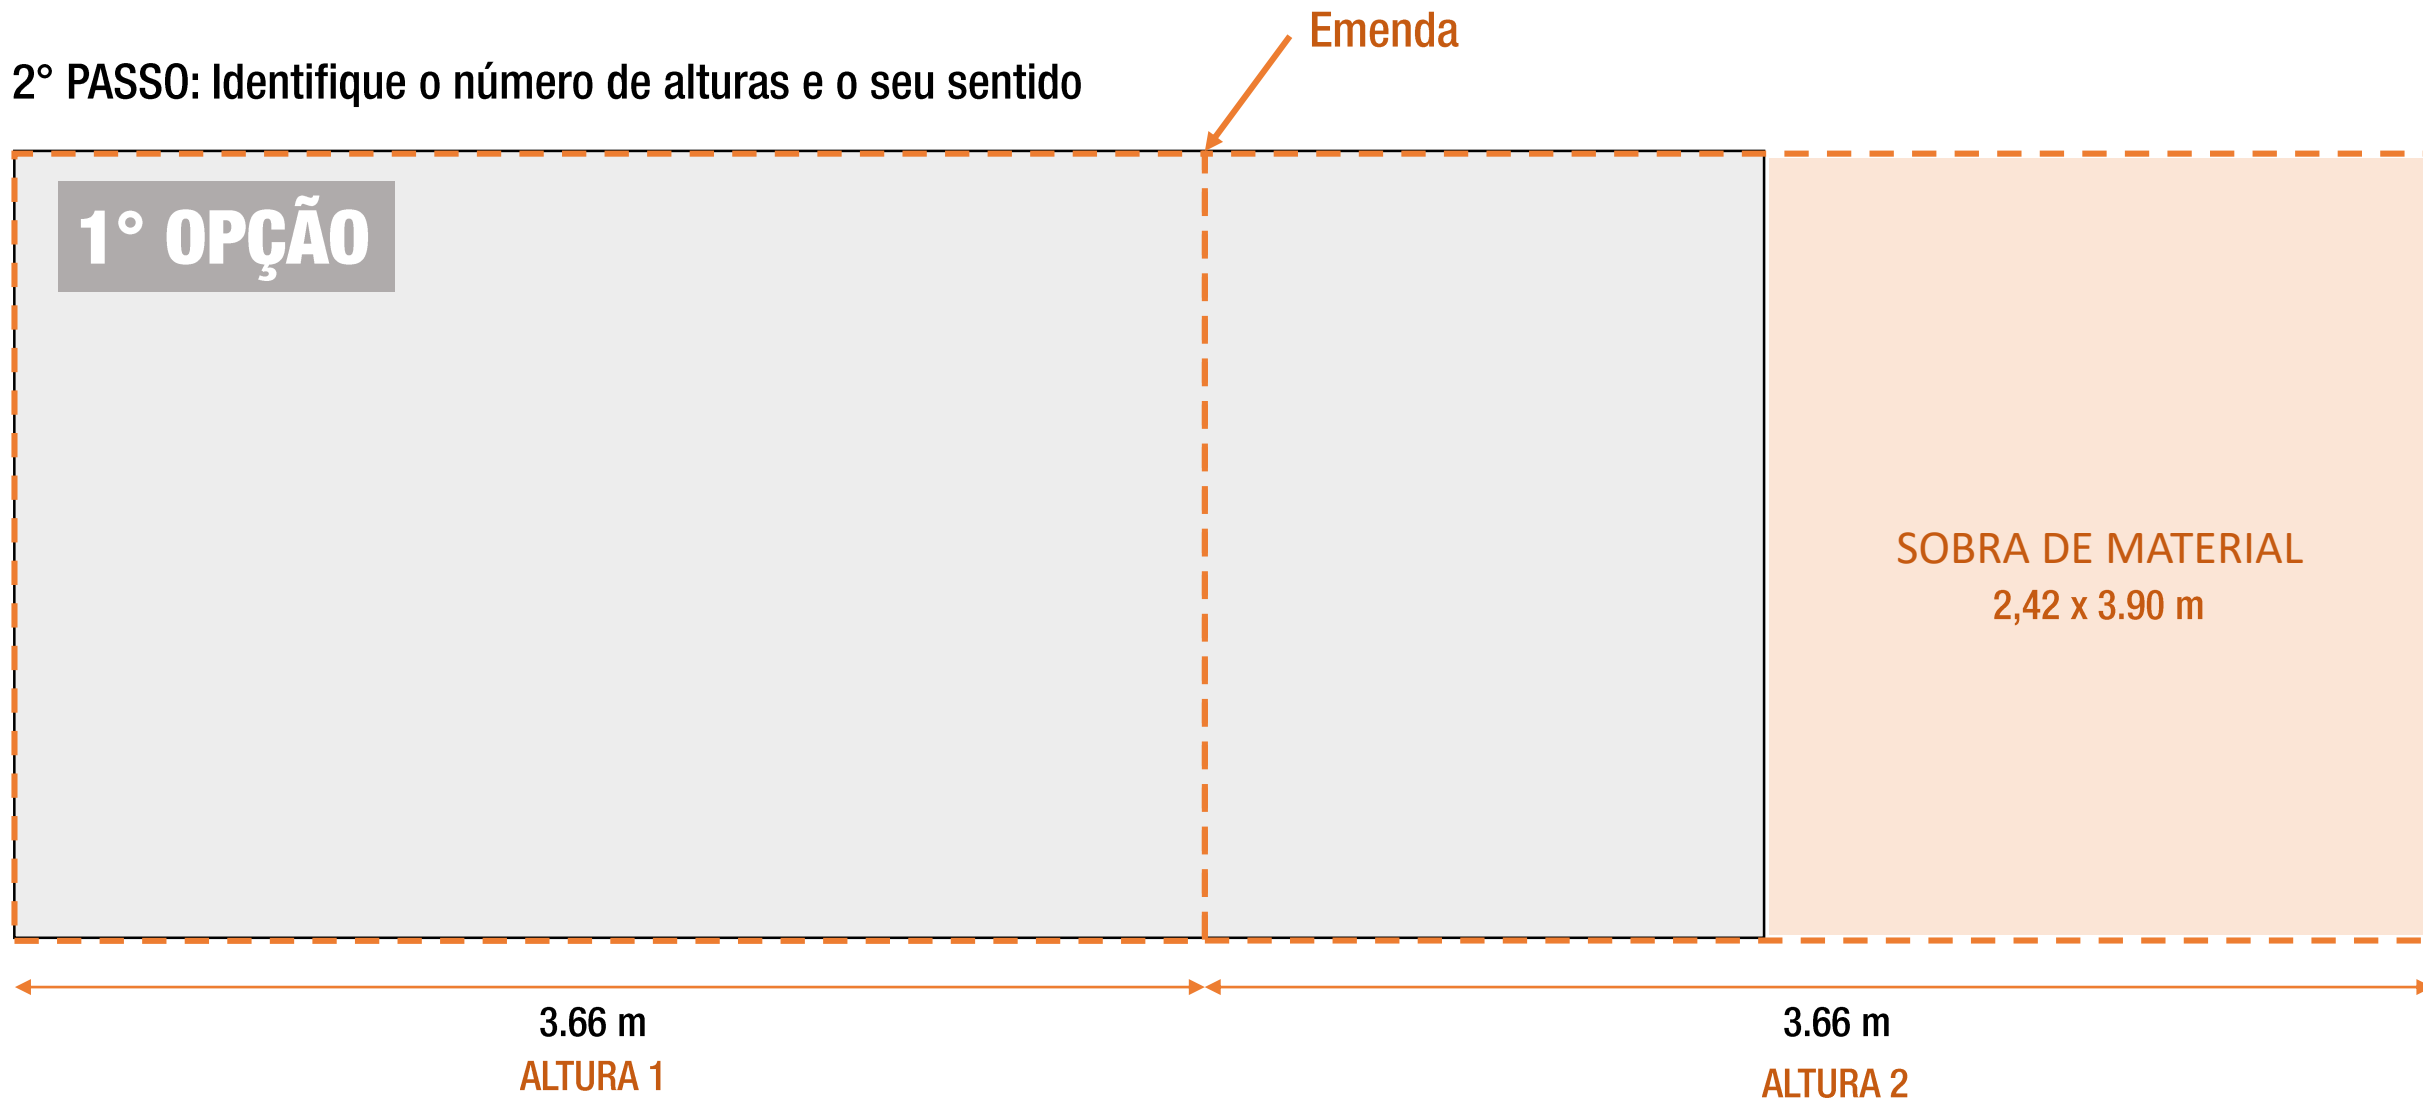 Emenda
2° PASSO: Identifique o número de alturas e o seu sentido
1° OPÇÃO
SOBRA DE MATERIAL
2,42 x 3.90 m
3.66 m
3.66 m
ALTURA 1
ALTURA 2